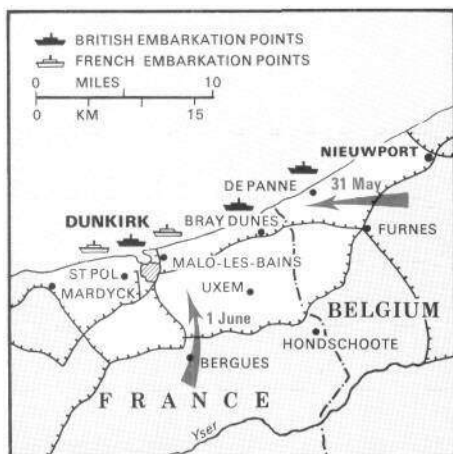 BRITISH EMBARKATION POINTS
FRENCH EMBARKATION POINTS
0 MILES 10
0 KM 15
NIEUWPORT
DE PANNE
31 May
DUNKIRK
BRAY DUNES
FURNES
MALO-LES-BAINS
ST POL
UXEM
MARDYCK
BELGIUM
1 June
HONDSCHOOTE
BERGUES
FRANCE
Yser